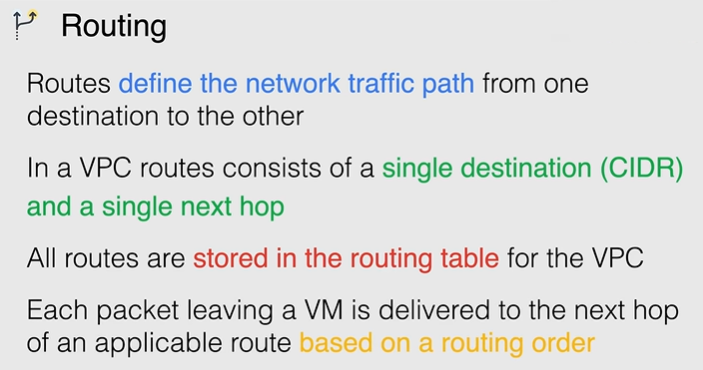 Routing
Routes define the network traffic path from one
destination to the other
In a VPC routes consists of a single destination (CIDR)
and a single next hop
All routes are stored in the routing table for the VPC
Each packet leaving a VM is delivered to the next hop
of an applicable route based on a routing order